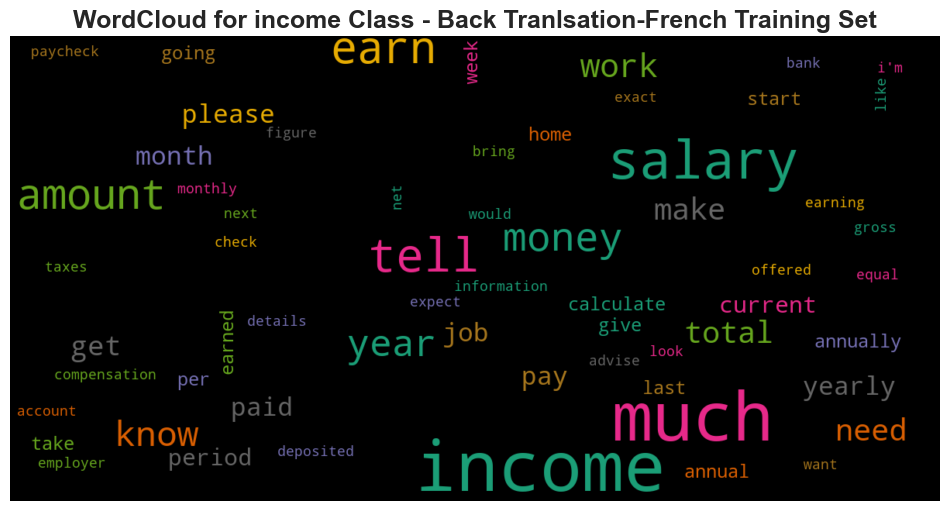 WordCloud for income Class - Back Tranlsation-French Training Set
paycheck going earn week work bank i'm
exact start like
please figure home
month bring salary
amount monthly net make earning
next would gross
check tell money
taxes offered equal
information
expect calculate current
earned details give total
get year job annually
advise look
compensation per pay last yearly
account paid much
take know need
employer period deposited income annual want